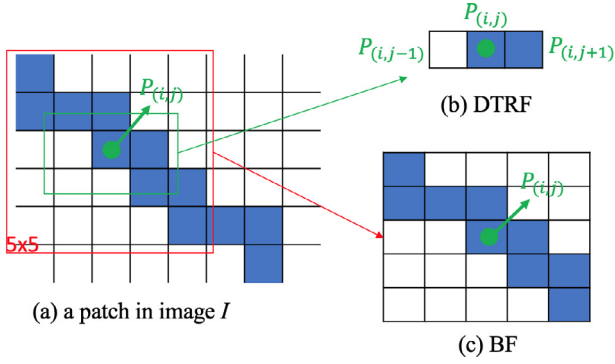 P(i,j)
5x5
(a) a patch in image I
P(i,j)
P(i,j−1) P(i,j+1)
(b) DTRF
P(i,j)
(c) BF